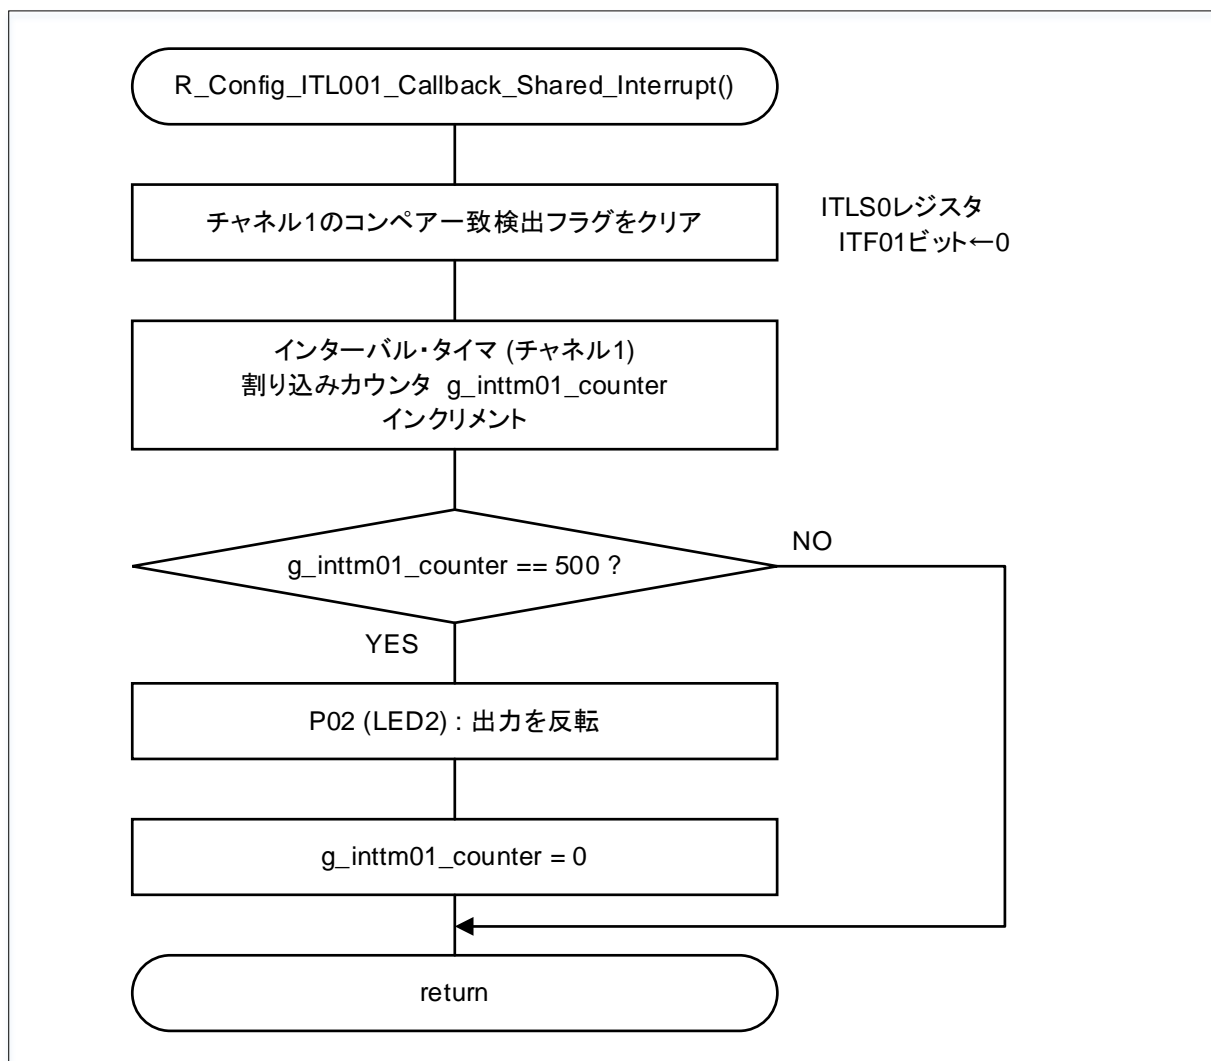 R_Config_ITL001_Callback_Shared_Interrupt()
チャネル1のコンペアー致検出フラグをクリア
ITLS0レジスタ
ITF01ビット←0
インターバル・タイマ (チャネル1)
割り込みカウンタ g_inttm01_counter
インクリメント
g_inttm01_counter == 500 ?
NO
YES
P02 (LED2) : 出力を反転
g_inttm01_counter = 0
return